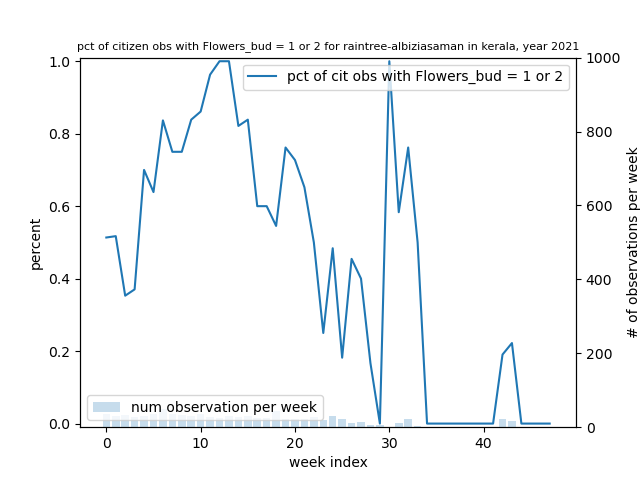 pct of citizen obs with Flowers_bud = 1 or 2 for raintree-albiziasaman in kerala, year 2021
pct of cit obs with Flowers_bud = 1 or 2
num observation per week
percent
1.0
0.8
0.6
0.4
0.2
0.0
0 10 20 30 40
week index
1000
800
600
400
200
0
# of observations per week